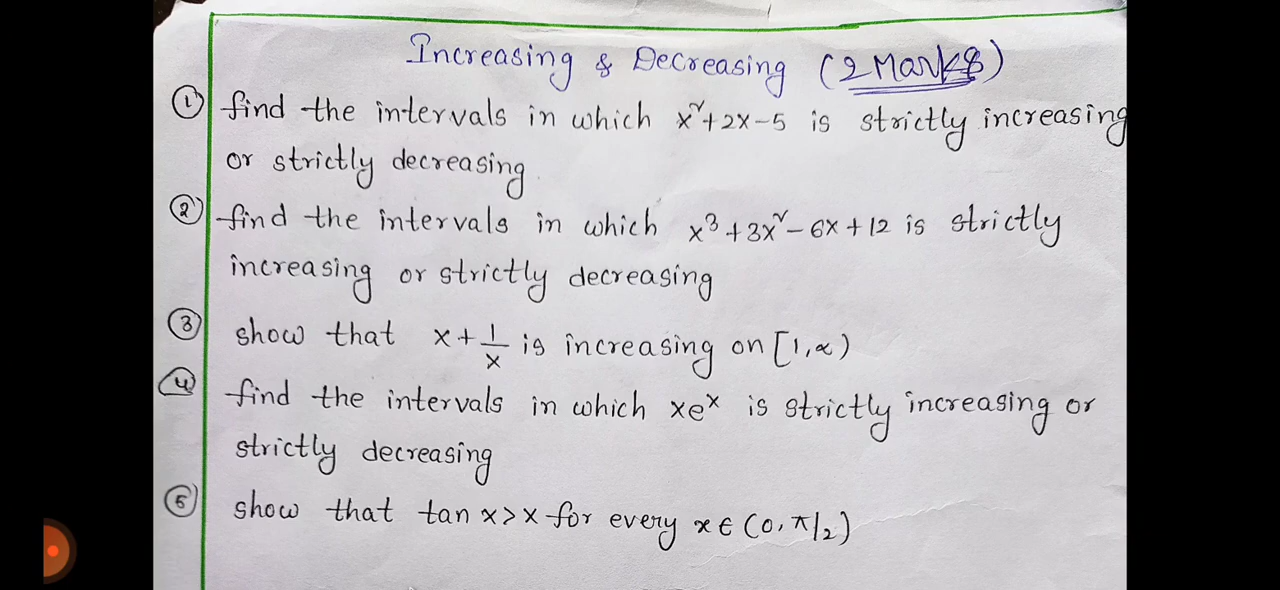 Increasing & Decreasing (2 Marks)
① find the intervals in which x²+2x-5 is strictly increasing
or strictly decreasing
② find the intervals in which x³+3x²-6x+12 is strictly
increasing or strictly decreasing
③ show that x+1/x is increasing on [1,∝)
④ find the intervals in which xeˣ is strictly increasing or
strictly decreasing
⑤ show that tan x>x for every x∈(0,π/2)